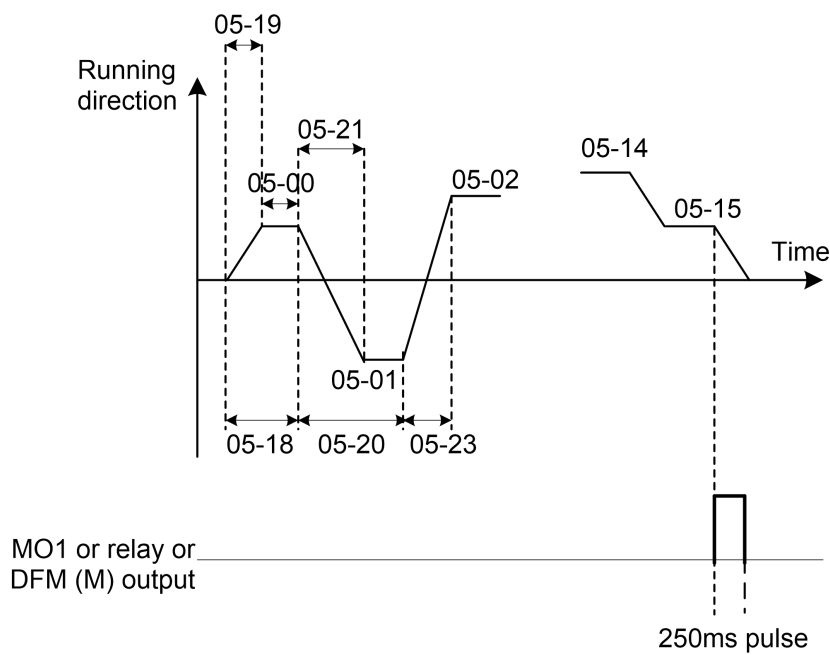 05-19
Running
direction
05-21
05-00
05-02
05-14
05-15
Time
05-01
05-18
05-20
05-23
MO1 or relay or
DFM (M) output
250ms pulse